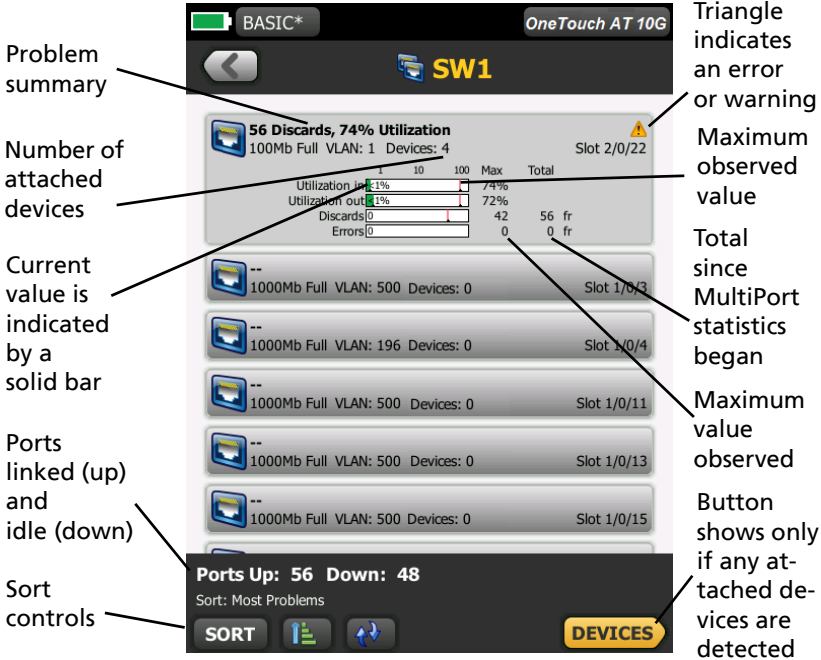 BASIC*
OneTouch AT 10G
SW1
Problem
summary
Number of
attached
devices
Current
value is
indicated
by a
solid bar
Ports
linked (up)
and
idle (down)
Sort
controls
56 Discards, 74% Utilization
100Mb Full VLAN: 1 Devices: 4 Slot 2/0/22
1 10 100 Max Total
Utilization in <1% 74%
Utilization out <1% 72%
Discards 0 42 56 fr
Errors 0 0 0 fr
--
1000Mb Full VLAN: 500 Devices: 0 Slot 1/0/3
--
1000Mb Full VLAN: 196 Devices: 0 Slot 1/0/4
--
1000Mb Full VLAN: 500 Devices: 0 Slot 1/0/11
--
1000Mb Full VLAN: 500 Devices: 0 Slot 1/0/13
--
1000Mb Full VLAN: 500 Devices: 0 Slot 1/0/15
Ports Up: 56 Down: 48
Sort: Most Problems
SORT
DEVICES
Triangle
indicates
an error
or warning
Maximum
observed
value
Total
since
MultiPort
statistics
began
Maximum
value
observed
Button
shows only
if any at-
tached de-
vices are
detected